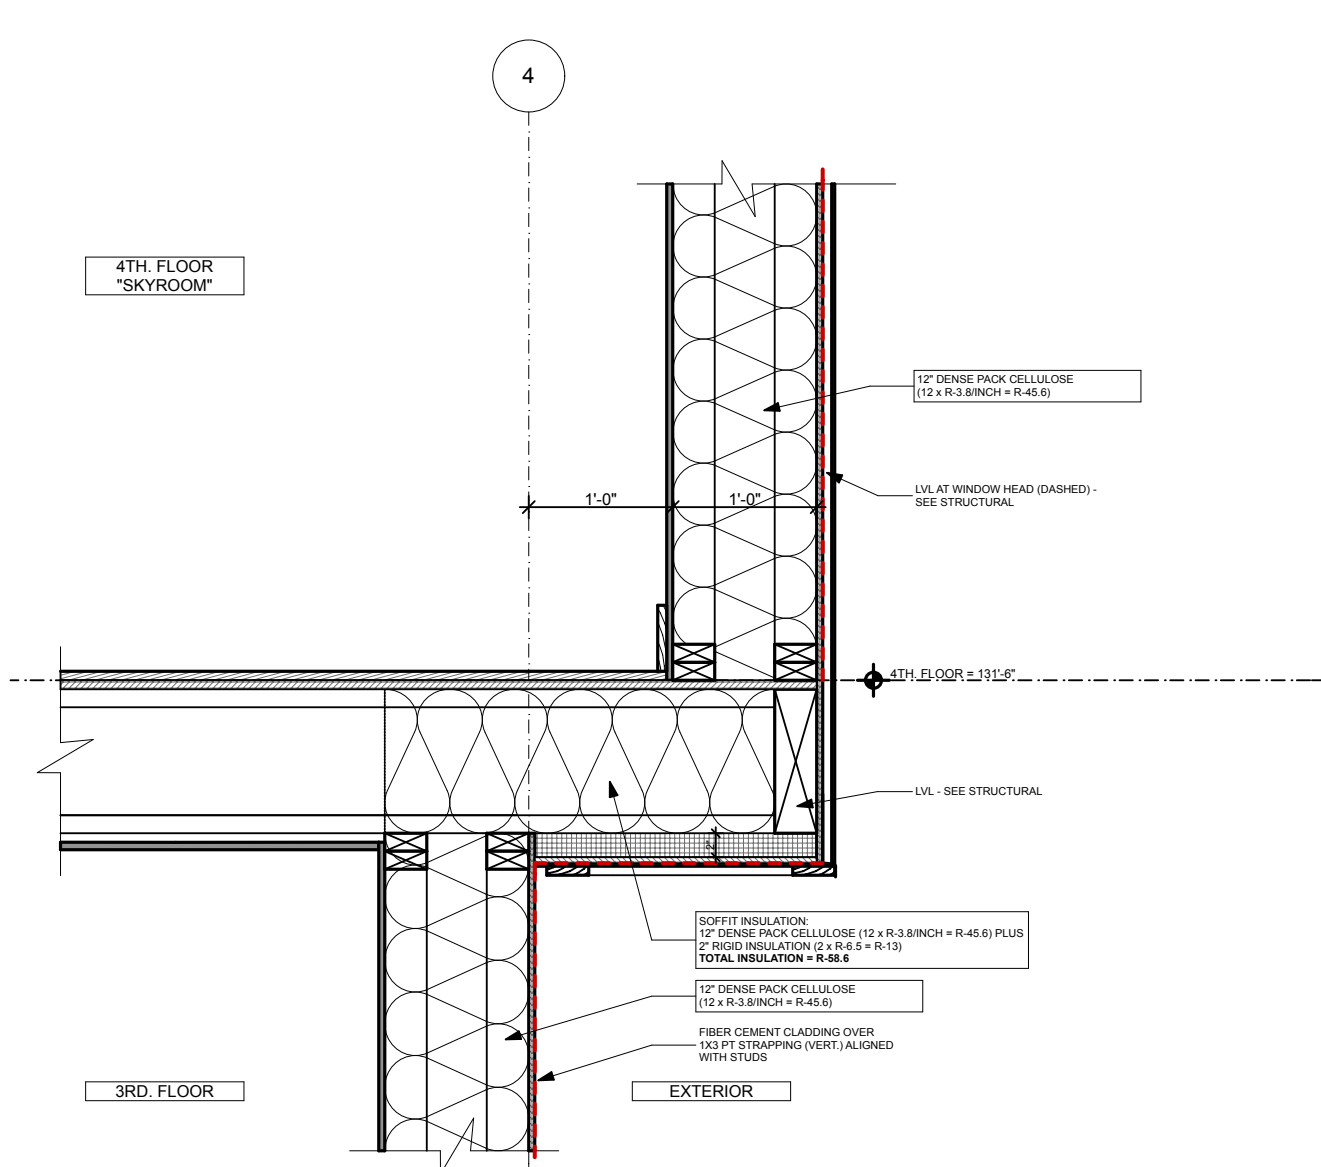 4
4TH. FLOOR
"SKYROOM"
12" DENSE PACK CELLULOSE
(12 x R-3.8/INCH = R-45.6)
LVL AT WINDOW HEAD (DASHED) -
SEE STRUCTURAL
1'-0"
1'-0"
4TH. FLOOR = 131'-6"
LVL - SEE STRUCTURAL
2"
SOFFIT INSULATION:
12" DENSE PACK CELLULOSE (12 x R-3.8/INCH = R-45.6) PLUS
2" RIGID INSULATION (2 x R-6.5 = R-13)
TOTAL INSULATION = R-58.6
12" DENSE PACK CELLULOSE
(12 x R-3.8/INCH = R-45.6)
FIBER CEMENT CLADDING OVER
1X3 PT STRAPPING (VERT.) ALIGNED
WITH STUDS
3RD. FLOOR
EXTERIOR